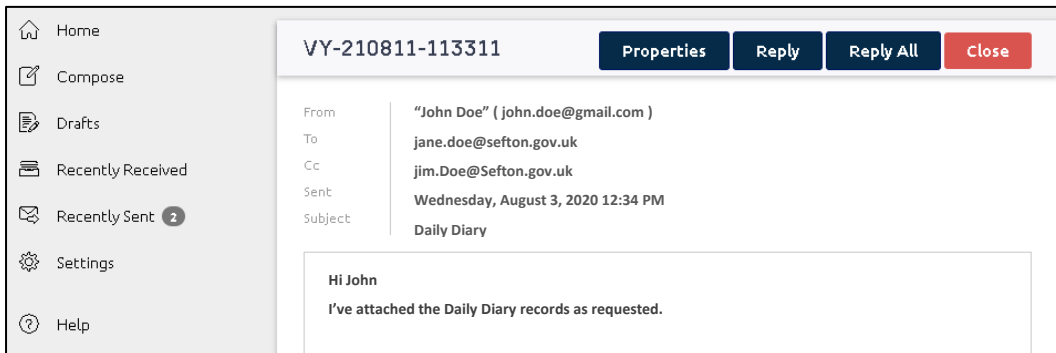 Home
Compose
Drafts
Recently Received
Recently Sent 2
Settings
Help
VY-210811-113311
Properties
Reply
Reply All
Close
From "John Doe" ( john.doe@gmail.com )
To jane.doe@sefton.gov.uk
Cc jim.Doe@Sefton.gov.uk
Sent Wednesday, August 3, 2020 12:34 PM
Subject Daily Diary
Hi John
I've attached the Daily Diary records as requested.